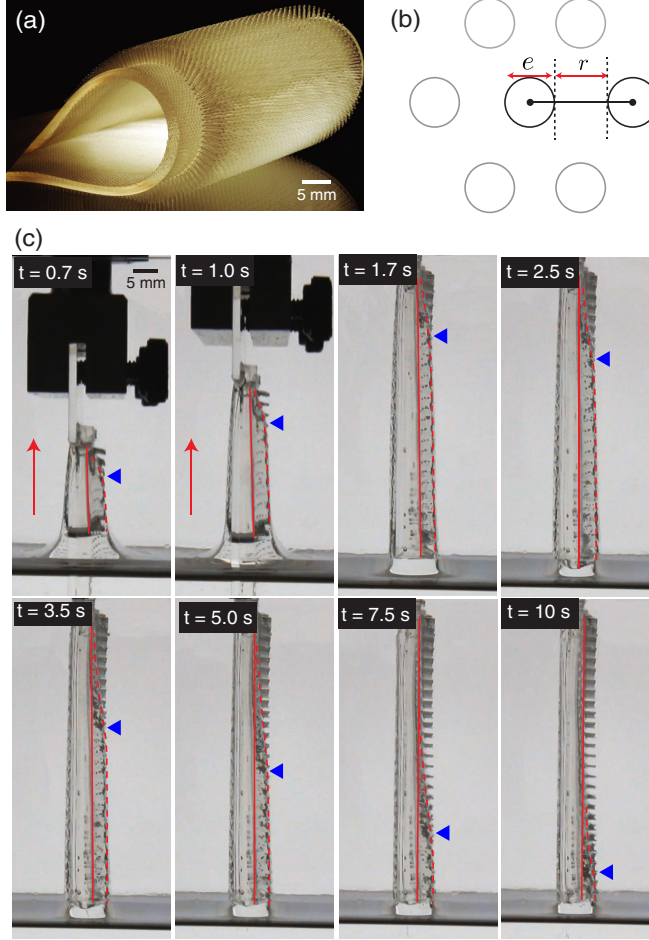 (a)
5 mm
(b)
e
r
(c)
t = 0.7 s
5 mm
t = 1.0 s
t = 1.7 s
t = 2.5 s
t = 3.5 s
t = 5.0 s
t = 7.5 s
t = 10 s